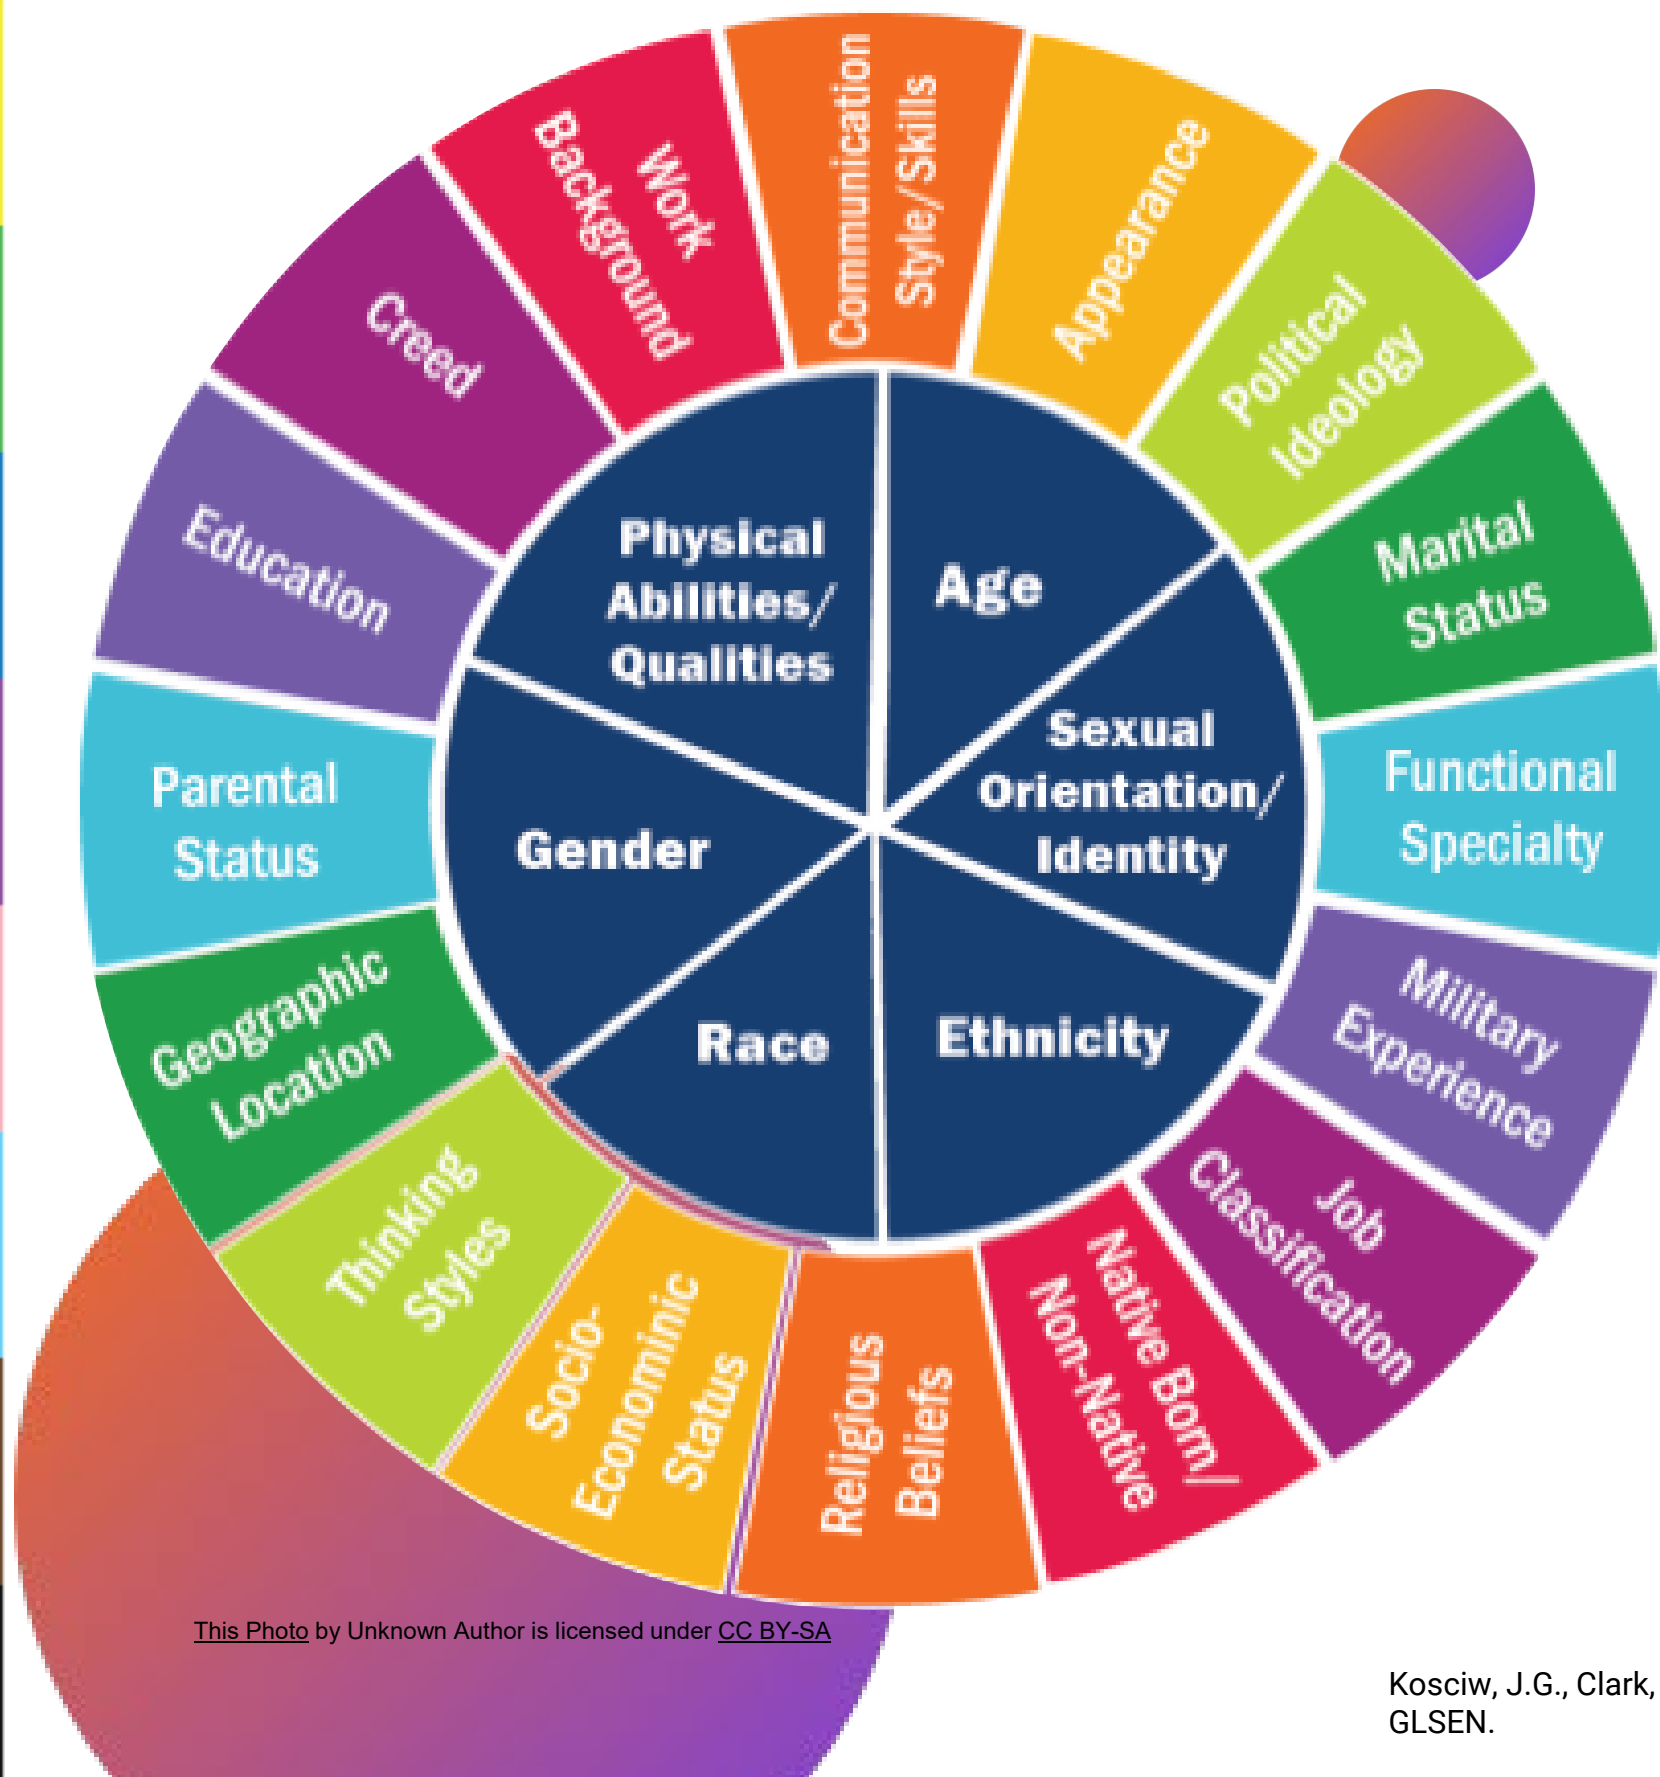 Communication
Style/Skills
Appearance
Political
Ideology
Marital
Status
Functional
Specialty
Military
Experience
Job
Classification
Native Born/
Non-Native
Religious
Beliefs
Socio-
Econominic
Status
Thinking
Styles
Geographic
Location
Parental
Status
Education
Creed
Work
Background
Physical
Abilities/
Qualities
Age
Sexual
Orientation/
Identity
Ethnicity
Race
Gender
This Photo by Unknown Author is licensed under CC BY-SA
Kosciw, J.G., Clark,
GLSEN.